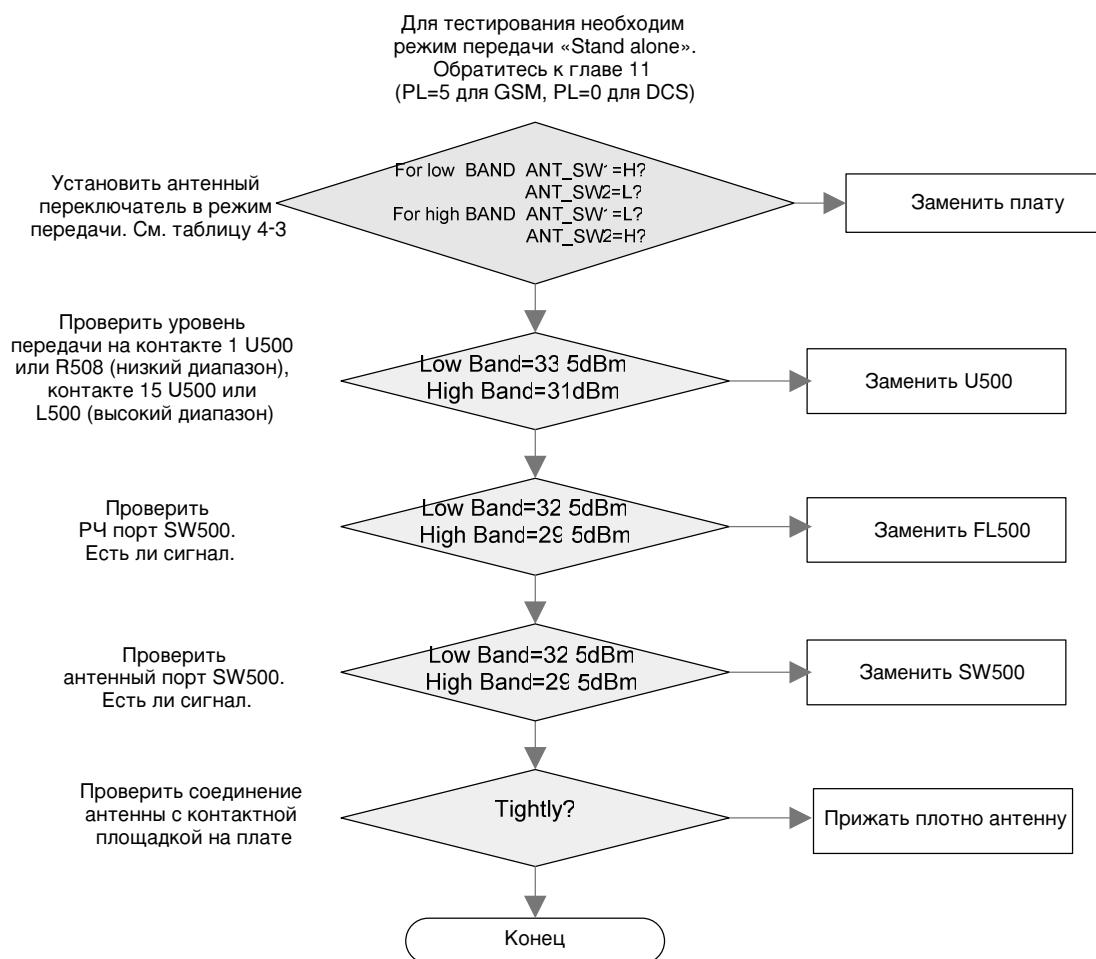 Для тестирования необходим
режим передачи «Stand alone».
Обратитесь к главе 11
(PL=5 для GSM, PL=0 для DCS)
Установить антенный
переключатель в режим
передачи. См. таблицу 4-3
For low BAND ANT_SW1=H?
ANT_SW2=L?
For high BAND ANT_SW1=L?
ANT_SW2=H?
Заменить плату
Проверить уровень
передачи на контакте 1 U500
или R508 (низкий диапазон),
контакте 15 U500 или
L500 (высокий диапазон)
Low Band=33 5dBm
High Band=31dBm
Заменить U500
Проверить
РЧ порт SW500.
Есть ли сигнал.
Low Band=32 5dBm
High Band=29 5dBm
Заменить FL500
Проверить
антенный порт SW500.
Есть ли сигнал.
Low Band=32 5dBm
High Band=29 5dBm
Заменить SW500
Проверить соединение
антенны с контактной
площадкой на плате
Tightly?
Прижать плотно антенну
Конец